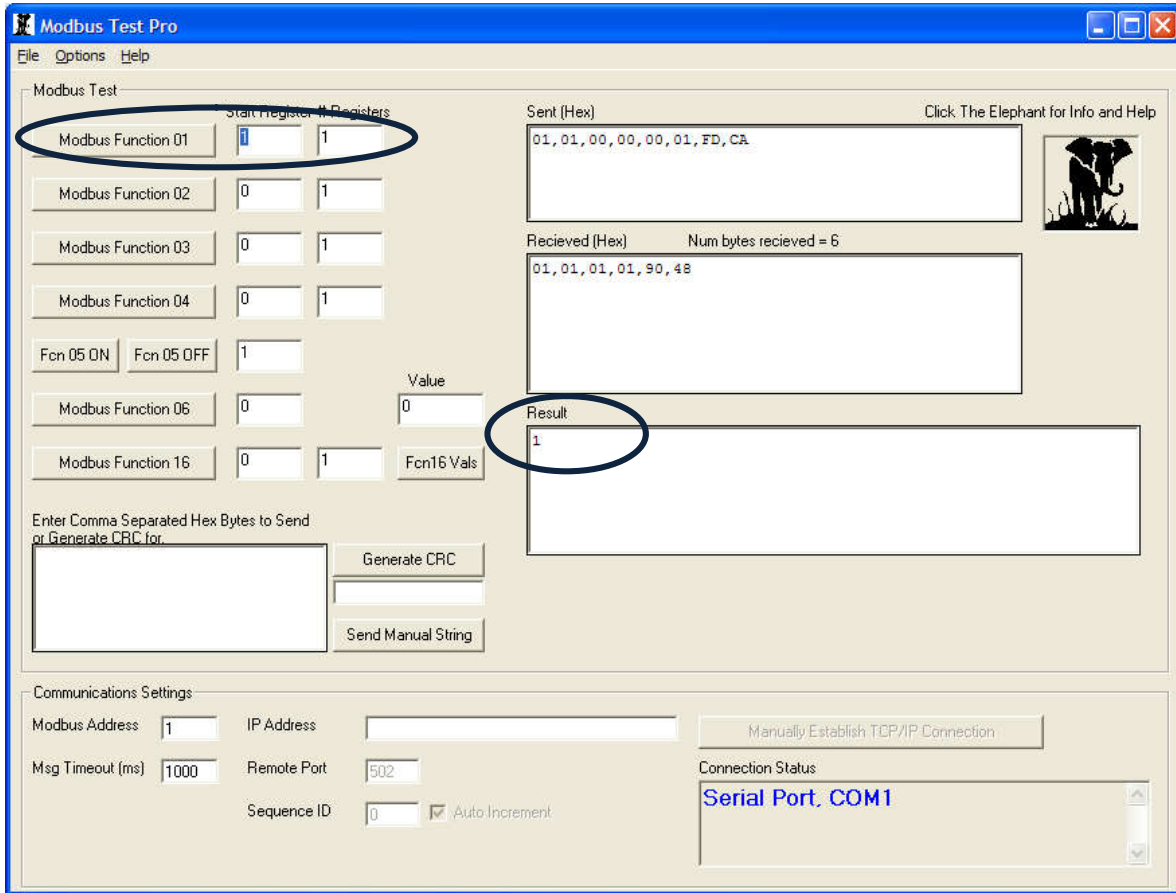 Modbus Test Pro
File Options Help
Modbus Test
Start Register # Registers
Modbus Function 01 1 1
Modbus Function 02 0 1
Modbus Function 03 0 1
Modbus Function 04 0 1
Fcn 05 ON Fcn 05 OFF 1
Value
Modbus Function 06 0 0
Modbus Function 16 0 1 Fcn16 Vals
Enter Comma Separated Hex Bytes to Send
or Generate CRC for.
Generate CRC
Send Manual String
Sent (Hex) Click The Elephant for Info and Help
01,01,00,00,00,01,FD,CA
Recieved (Hex) Num bytes recieved = 6
01,01,01,01,90,48
Result
1
Communications Settings
Modbus Address 1 IP Address Manually Establish TCP/IP Connection
Msg Timeout (ms) 1000 Remote Port 502 Connection Status
Serial Port, COM1
Sequence ID 0 Auto Increment